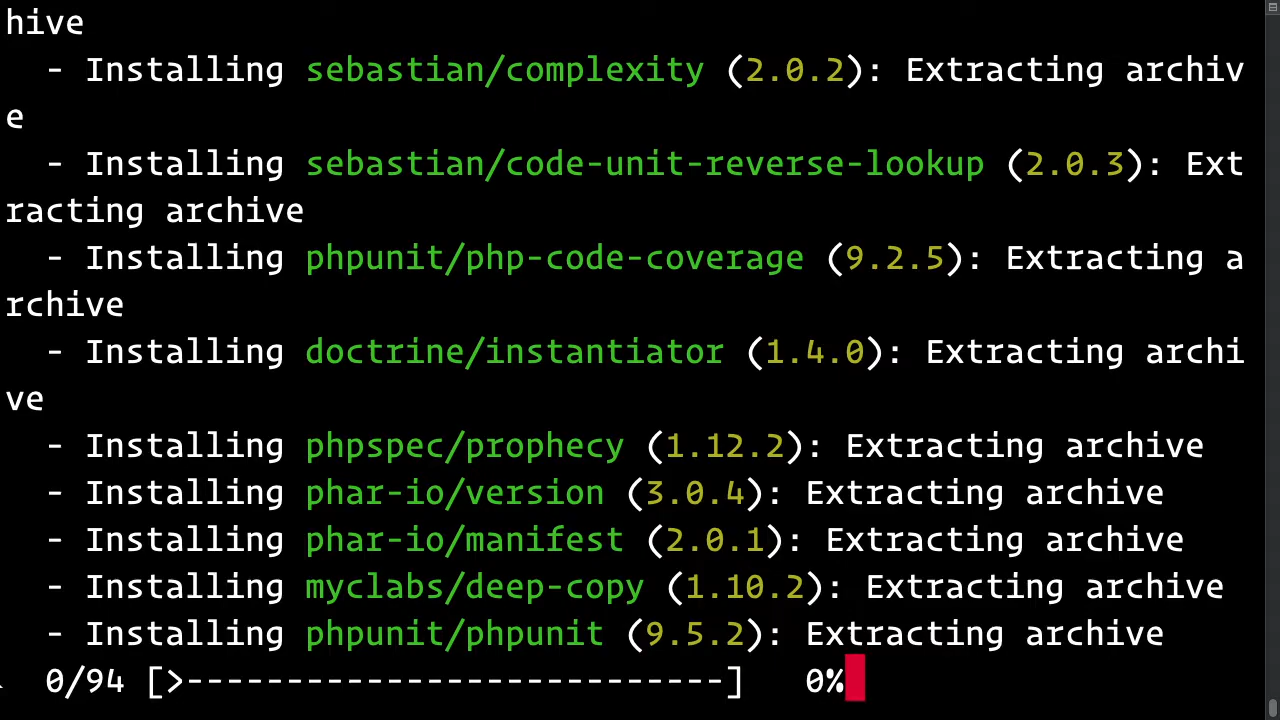 hive
  - Installing sebastian/complexity (2.0.2): Extracting archiv
e
  - Installing sebastian/code-unit-reverse-lookup (2.0.3): Ext
racting archive
  - Installing phpunit/php-code-coverage (9.2.5): Extracting a
rchive
  - Installing doctrine/instantiator (1.4.0): Extracting archi
ve
  - Installing phpspec/prophecy (1.12.2): Extracting archive
  - Installing phar-io/version (3.0.4): Extracting archive
  - Installing phar-io/manifest (2.0.1): Extracting archive
  - Installing myclabs/deep-copy (1.10.2): Extracting archive
  - Installing phpunit/phpunit (9.5.2): Extracting archive
  0/94 [>---------------------------]   0%